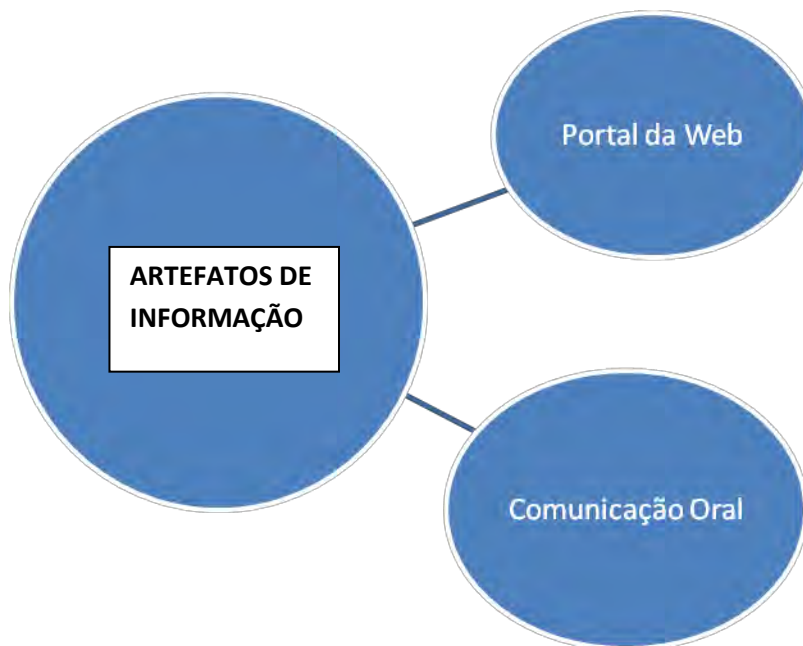 Portal da Web
ARTEFATOS DE
INFORMAÇÃO
Comunicação Oral